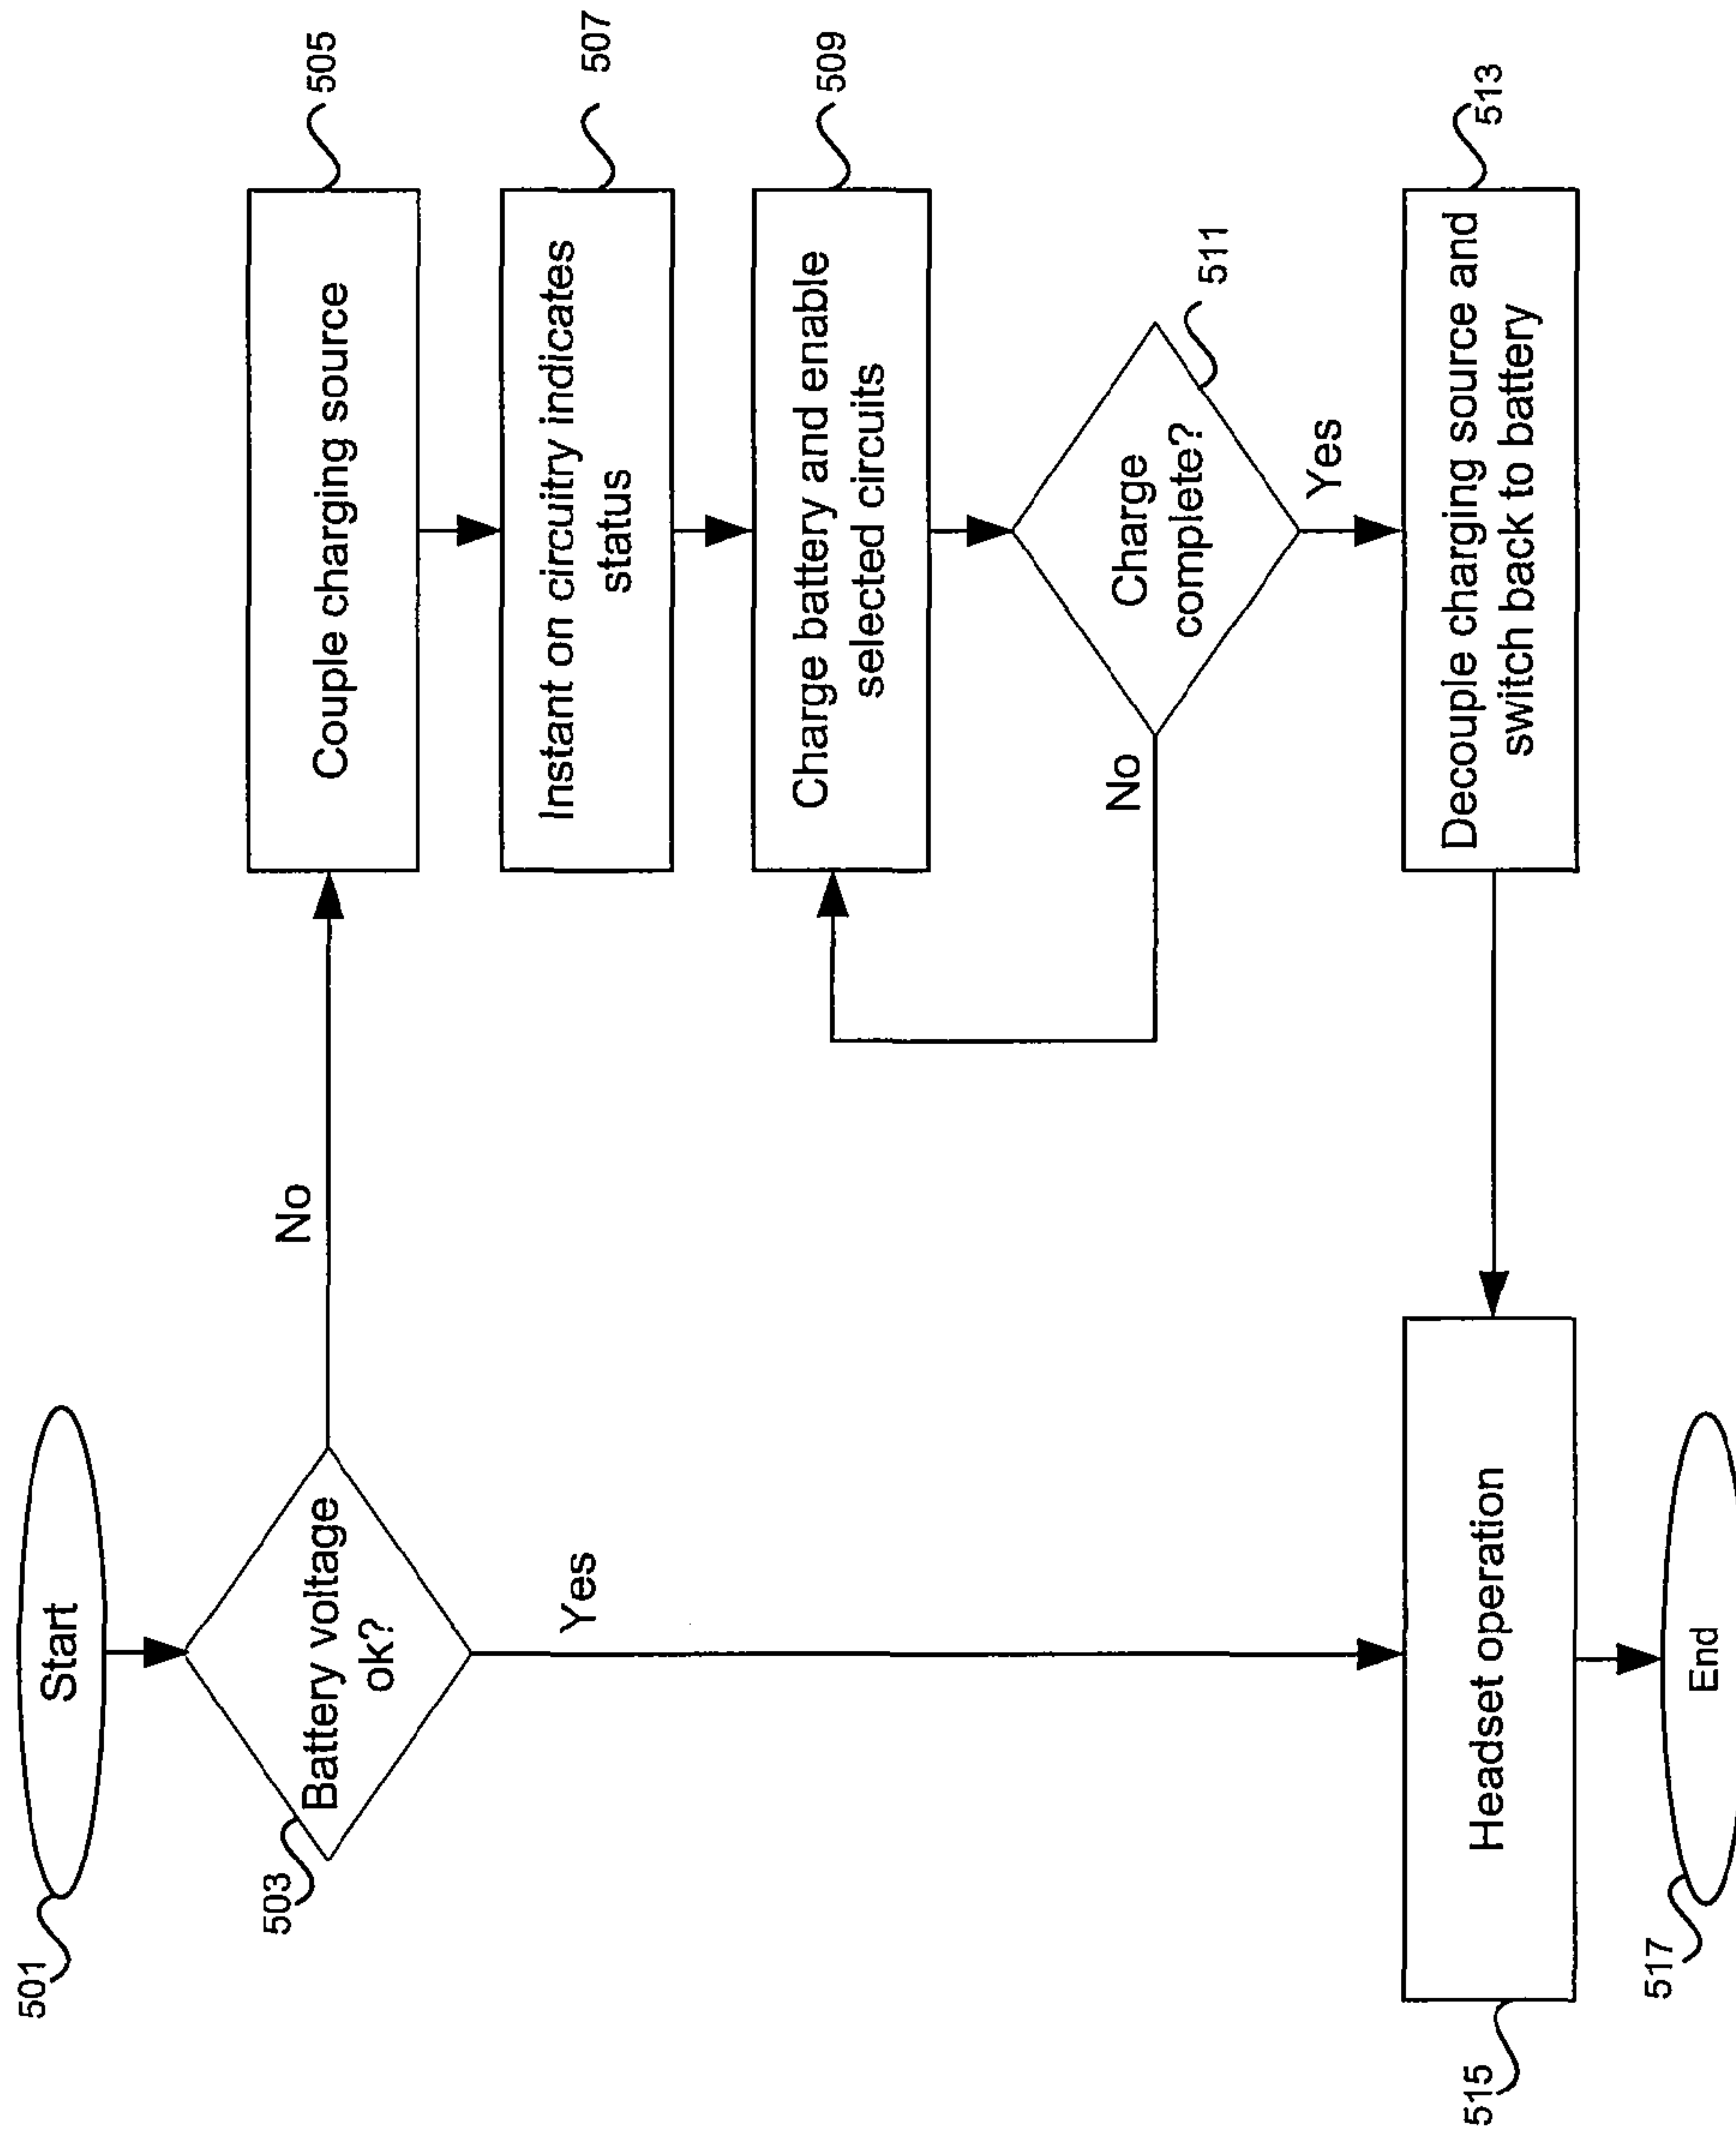 501
Start
503
Battery voltage
ok?
No
Yes
Couple charging source
505
Instant on circuitry indicates
status
507
Charge battery and enable
selected circuits
509
Charge
complete?
511
No
Yes
Decouple charging source and
switch back to battery
513
Headset operation
515
End
517